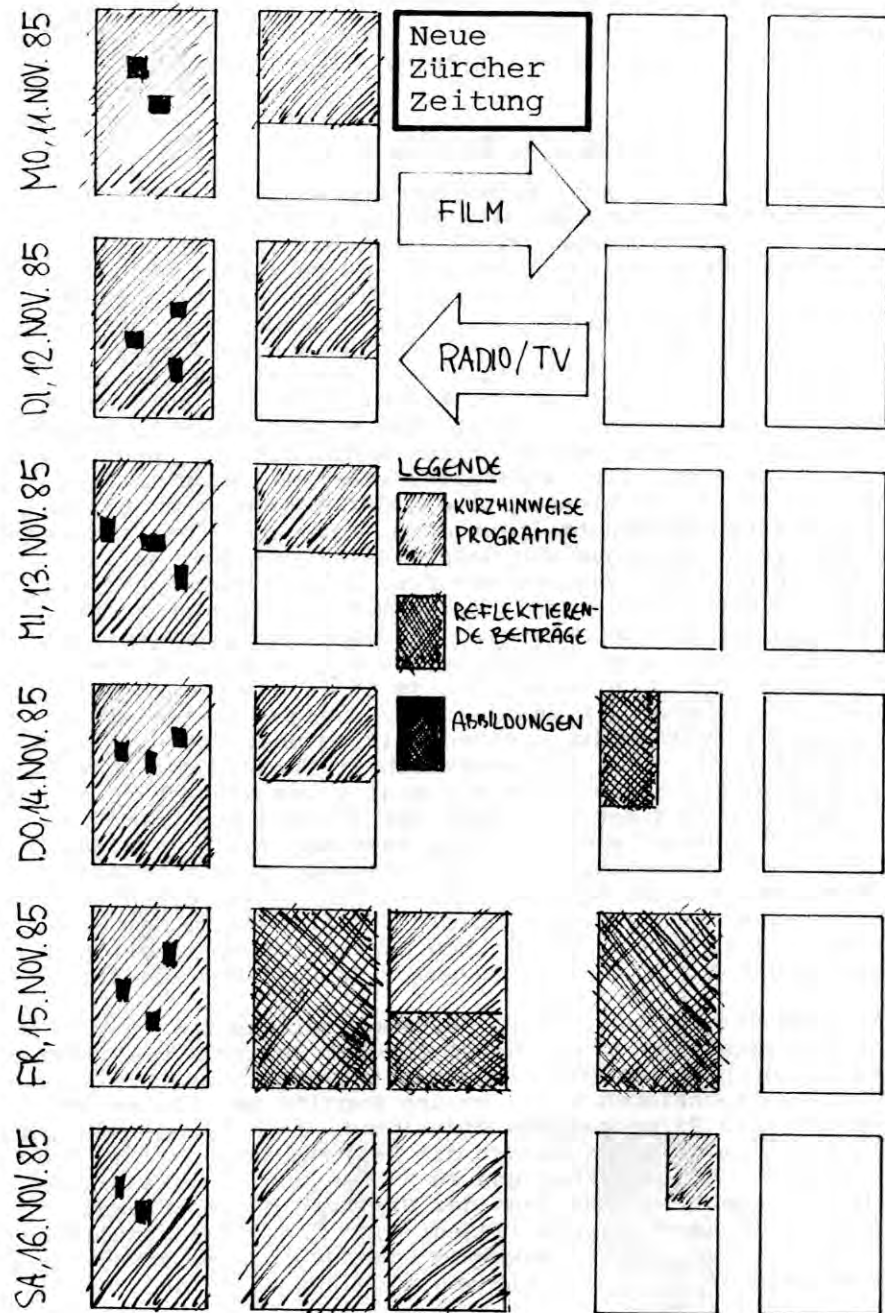 MO, 11. NOV. 85
Neue
Zürcher
Zeitung
FILM
DI, 12. NOV. 85
RADIO/TV
MI, 13. NOV. 85
LEGENDE
KURZHINWEISE
PROGRAMME
REFLEKTIEREN-
DE BEITRÄGE
DO, 14. NOV. 85
ABBILDUNGEN
FR, 15. NOV. 85
SA, 16. NOV. 85